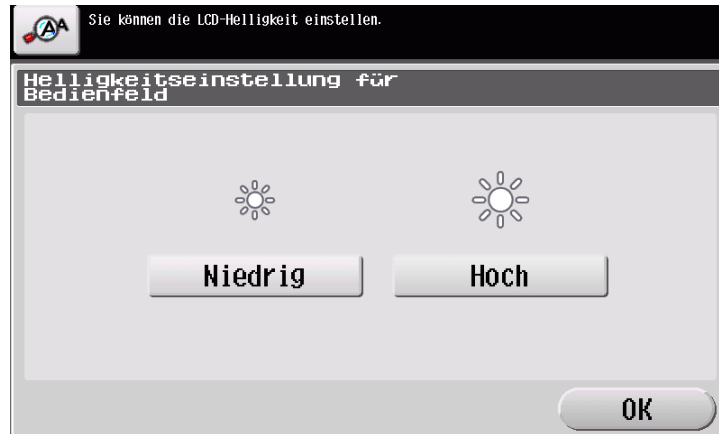 Sie können die LCD-Helligkeit einstellen.
Helligkeitseinstellung für
Bedienfeld
Niedrig
Hoch
OK